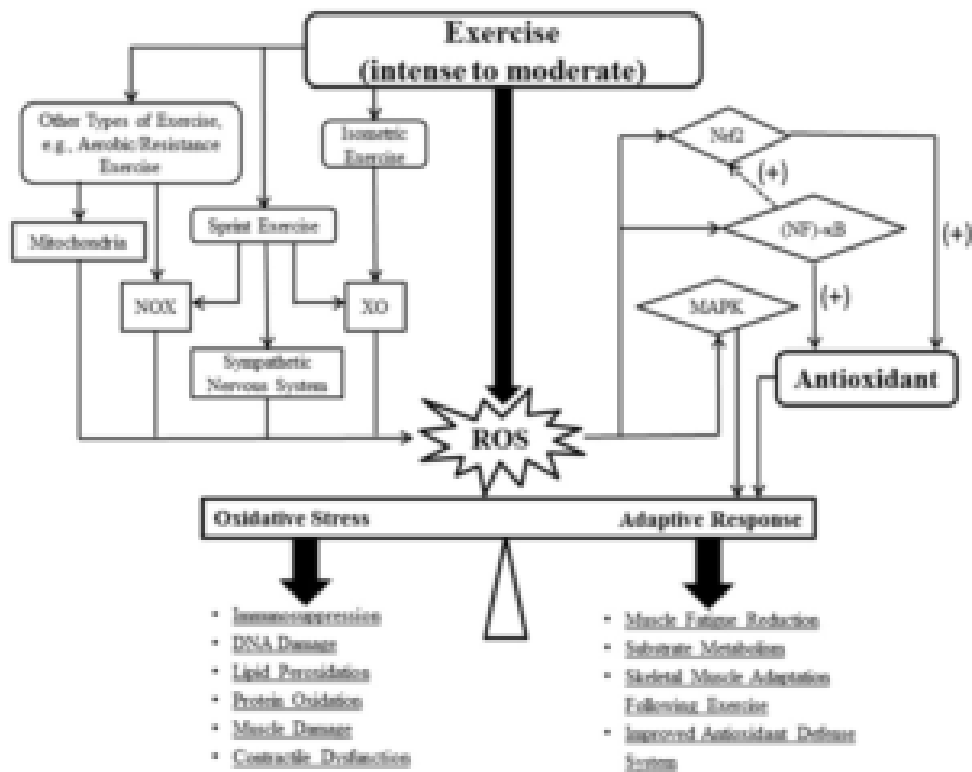 Exercise
(intense to moderate)
Other Types of Exercise,
e.g., Aerobic/Resistance
Exercise
Isometric
Exercise
Nrf2
(+)
Mitochondria
Sprint Exercise
(NF)-κB
(+)
NOX
XO
MAPK
(+)
Sympathetic
Nervous System
Antioxidant
ROS
Oxidative Stress
Adaptive Response
• Immunosuppression
• DNA Damage
• Lipid Peroxidation
• Protein Oxidation
• Muscle Damage
• Contractile Dysfunction
• Muscle Fatigue Reduction
• Substrate Metabolism
• Skeletal Muscle Adaptation
Following Exercise
• Improved Antioxidant Defense
System